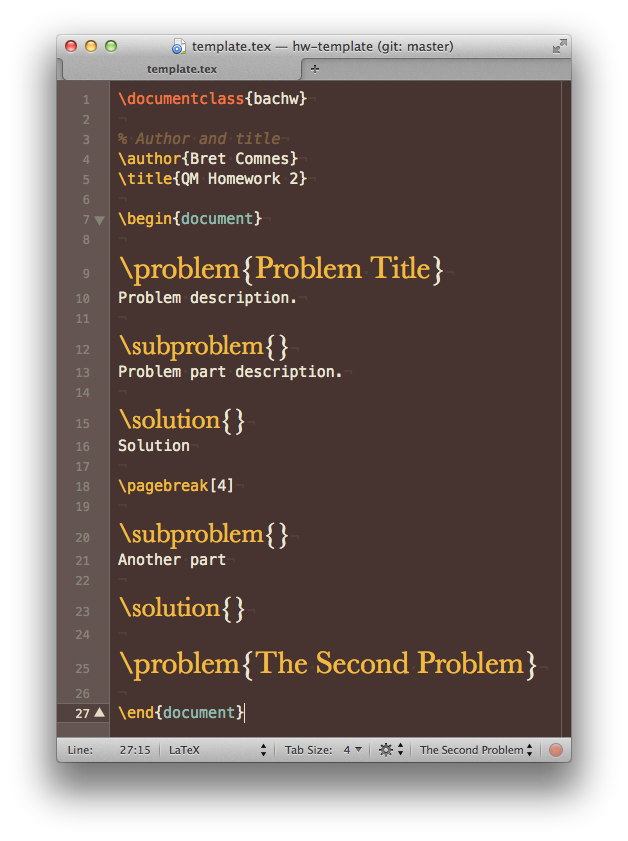 template.tex — hw-template (git: master)
template.tex +
1 \documentclass{bachw}¬
2 ¬
3 % Author and title¬
4 \author{Bret Comnes}¬
5 \title{QM Homework 2}¬
6 ¬
7 \begin{document}¬
8 ¬
9 \problem{Problem Title}¬
10 Problem description.¬
11 ¬
12 \subproblem{}¬
13 Problem part description.¬
14 ¬
15 \solution{}¬
16 Solution¬
17 ¬
18 \pagebreak[4]¬
19 ¬
20 \subproblem{}¬
21 Another part¬
22 ¬
23 \solution{}¬
24 ¬
25 \problem{The Second Problem}¬
26 ¬
27 \end{document}
Line: 27:15 LaTeX Tab Size: 4 The Second Problem